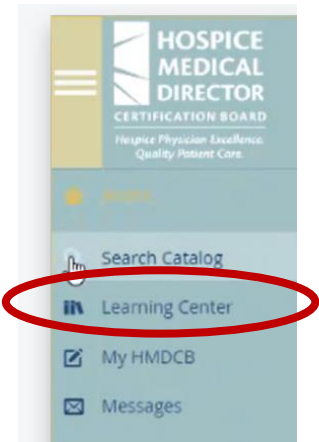 HOSPICE
MEDICAL
DIRECTOR
CERTIFICATION BOARD
Hospice Physician Excellence.
Quality Patient Care.
Search Catalog
Learning Center
My HMDCB
Messages